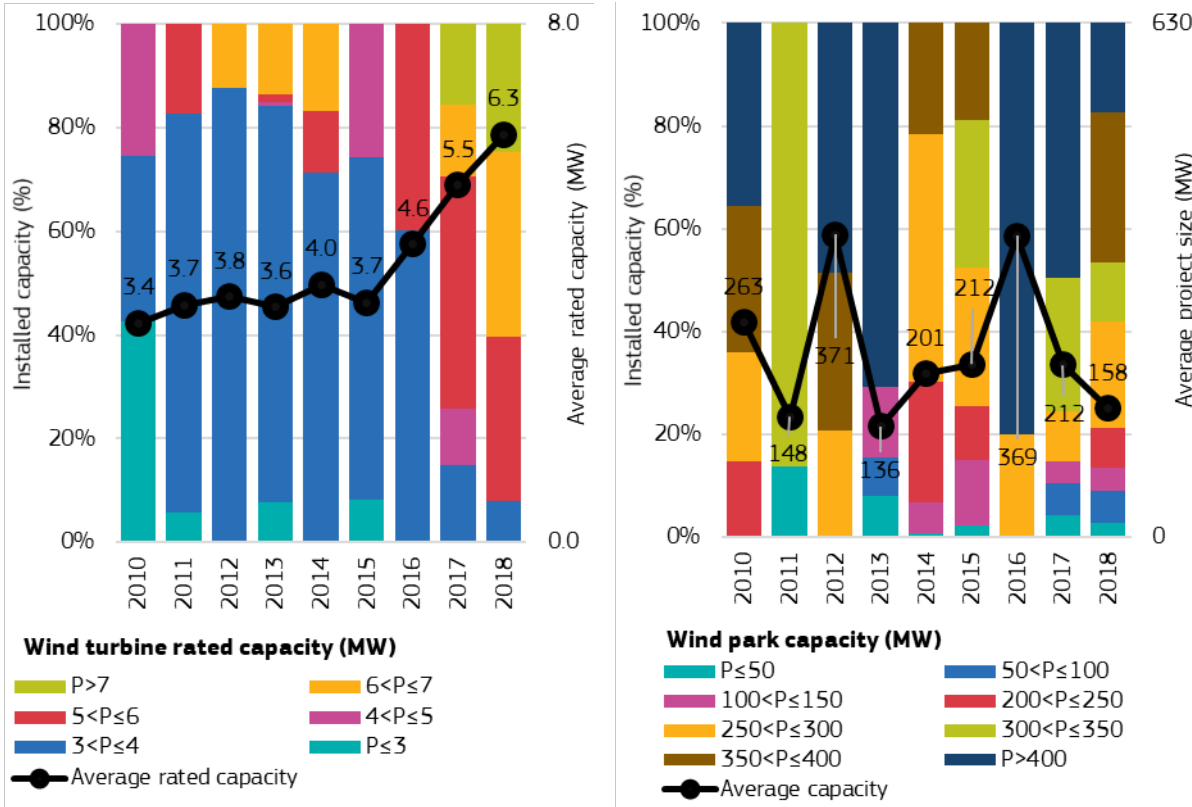 100%
80%
60%
40%
20%
0%
Installed capacity (%)
8.0
0.0
Average rated capacity (MW)
3.4
3.7
3.8
3.6
4.0
3.7
4.6
5.5
6.3
2010
2011
2012
2013
2014
2015
2016
2017
2018
Wind turbine rated capacity (MW)
P>7
6<P≤7
5<P≤6
4<P≤5
3<P≤4
P≤3
Average rated capacity
100%
80%
60%
40%
20%
0%
Installed capacity (%)
630
0
Average project size (MW)
263
148
371
136
201
212
369
212
158
2010
2011
2012
2013
2014
2015
2016
2017
2018
Wind park capacity (MW)
P≤50
50<P≤100
100<P≤150
200<P≤250
250<P≤300
300<P≤350
350<P≤400
P>400
Average capacity